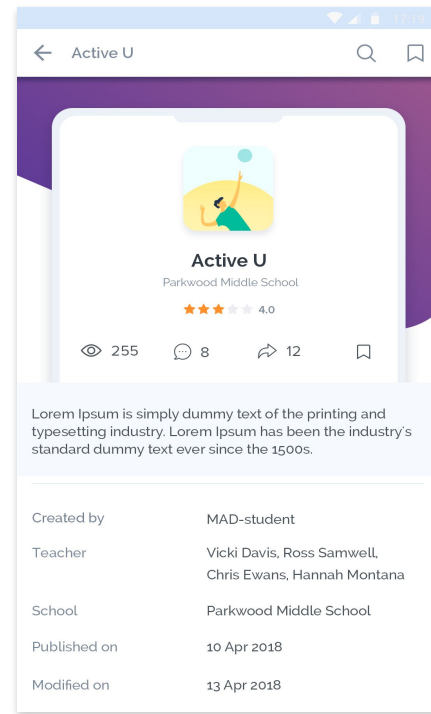 17:19
Active U
Active U
Parkwood Middle School
4.0
255 8 12
Lorem Ipsum is simply dummy text of the printing and
typesetting industry. Lorem Ipsum has been the industry's
standard dummy text ever since the 1500s.
Created by MAD-student
Teacher Vicki Davis, Ross Samwell,
Chris Ewans, Hannah Montana
School Parkwood Middle School
Published on 10 Apr 2018
Modified on 13 Apr 2018